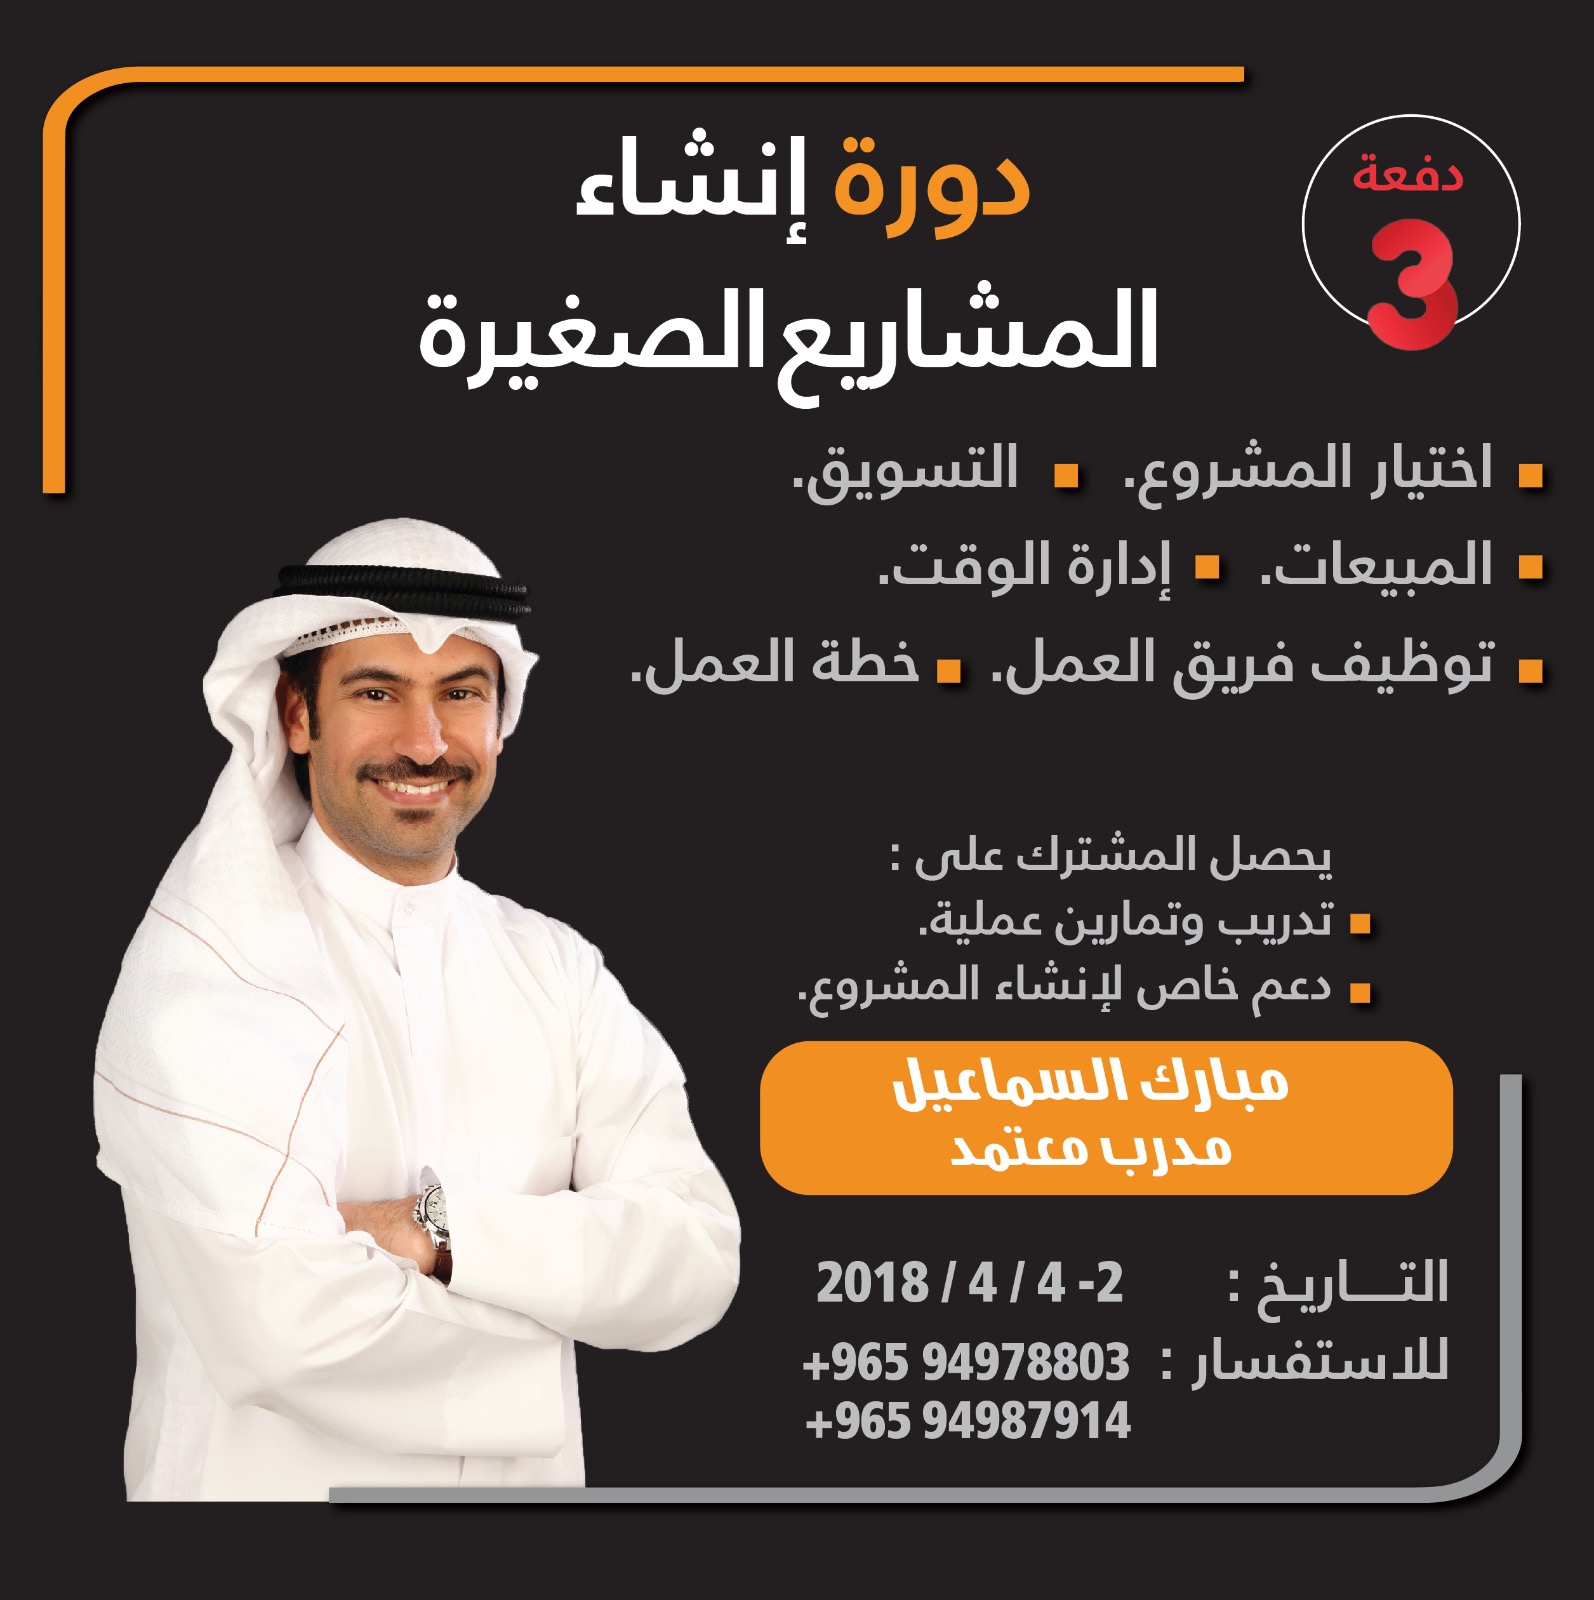 دفعة
3
دورة إنشاء
المشاريع الصغيرة
اختيار المشروع. ■ التسويق.
المبيعات. ■ إدارة الوقت.
توظيف فريق العمل. ■ خطة العمل.
يحصل المشترك على :
تدريب وتمارين عملية.
دعم خاص لإنشاء المشروع.
مبارك السماعيل
مدرب معتمد
التـــاريخ : 2- 4 / 4 / 2018
للاستفسار : +965 94978803
+965 94987914